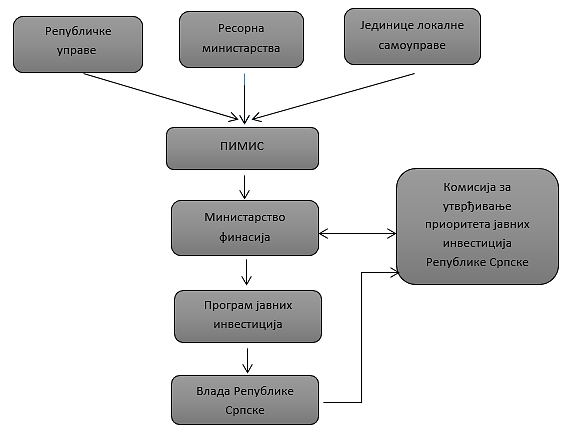 Републичке
управе
Ресорна
министарства
Јединице локалне
самоуправе
ПИМИС
Министарство
финасија
Комисија за
утврђивање
приоритета јавних
инвестиција
Републике Српске
Програм јавних
инвестиција
Влада Републике
Српске